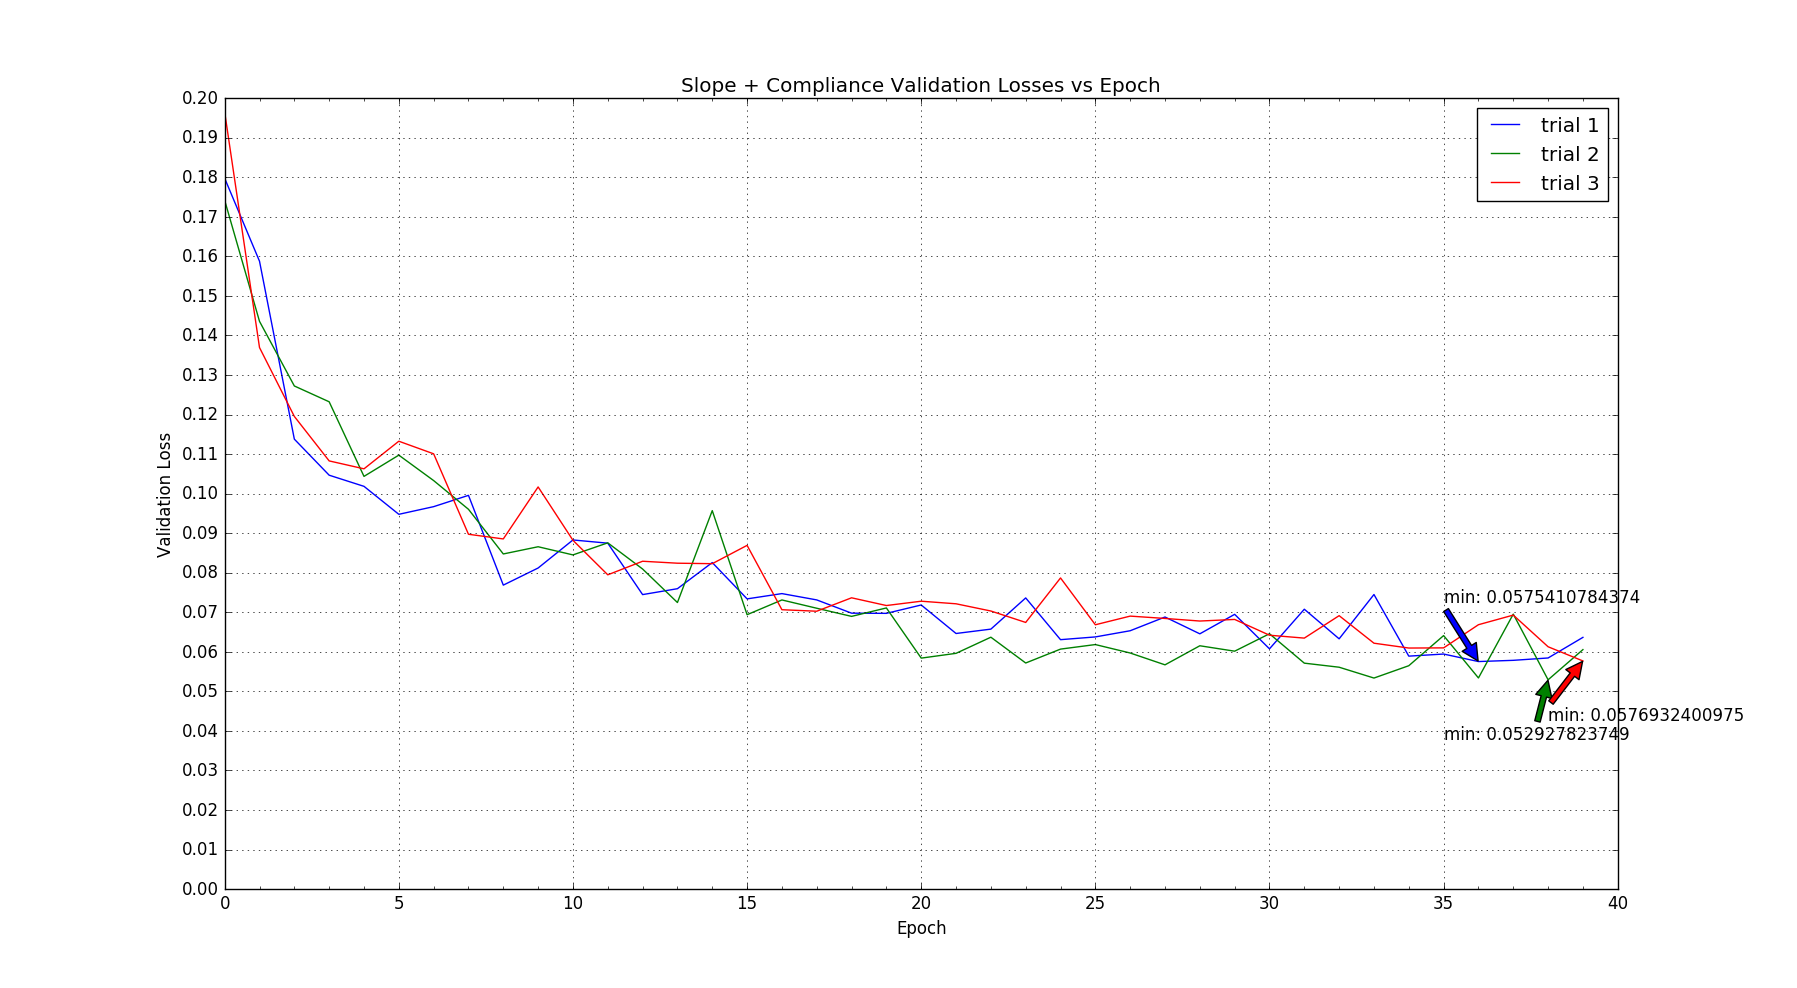 Slope + Compliance Validation Losses vs Epoch
trial 1
trial 2
trial 3
Validation Loss
0.20
0.19
0.18
0.17
0.16
0.15
0.14
0.13
0.12
0.11
0.10
0.09
0.08
0.07
0.06
0.05
0.04
0.03
0.02
0.01
0.00
min: 0.0575410784374
min: 0.0576932400975
min: 0.052927823749
0 5 10 15 20 25 30 35 40
Epoch